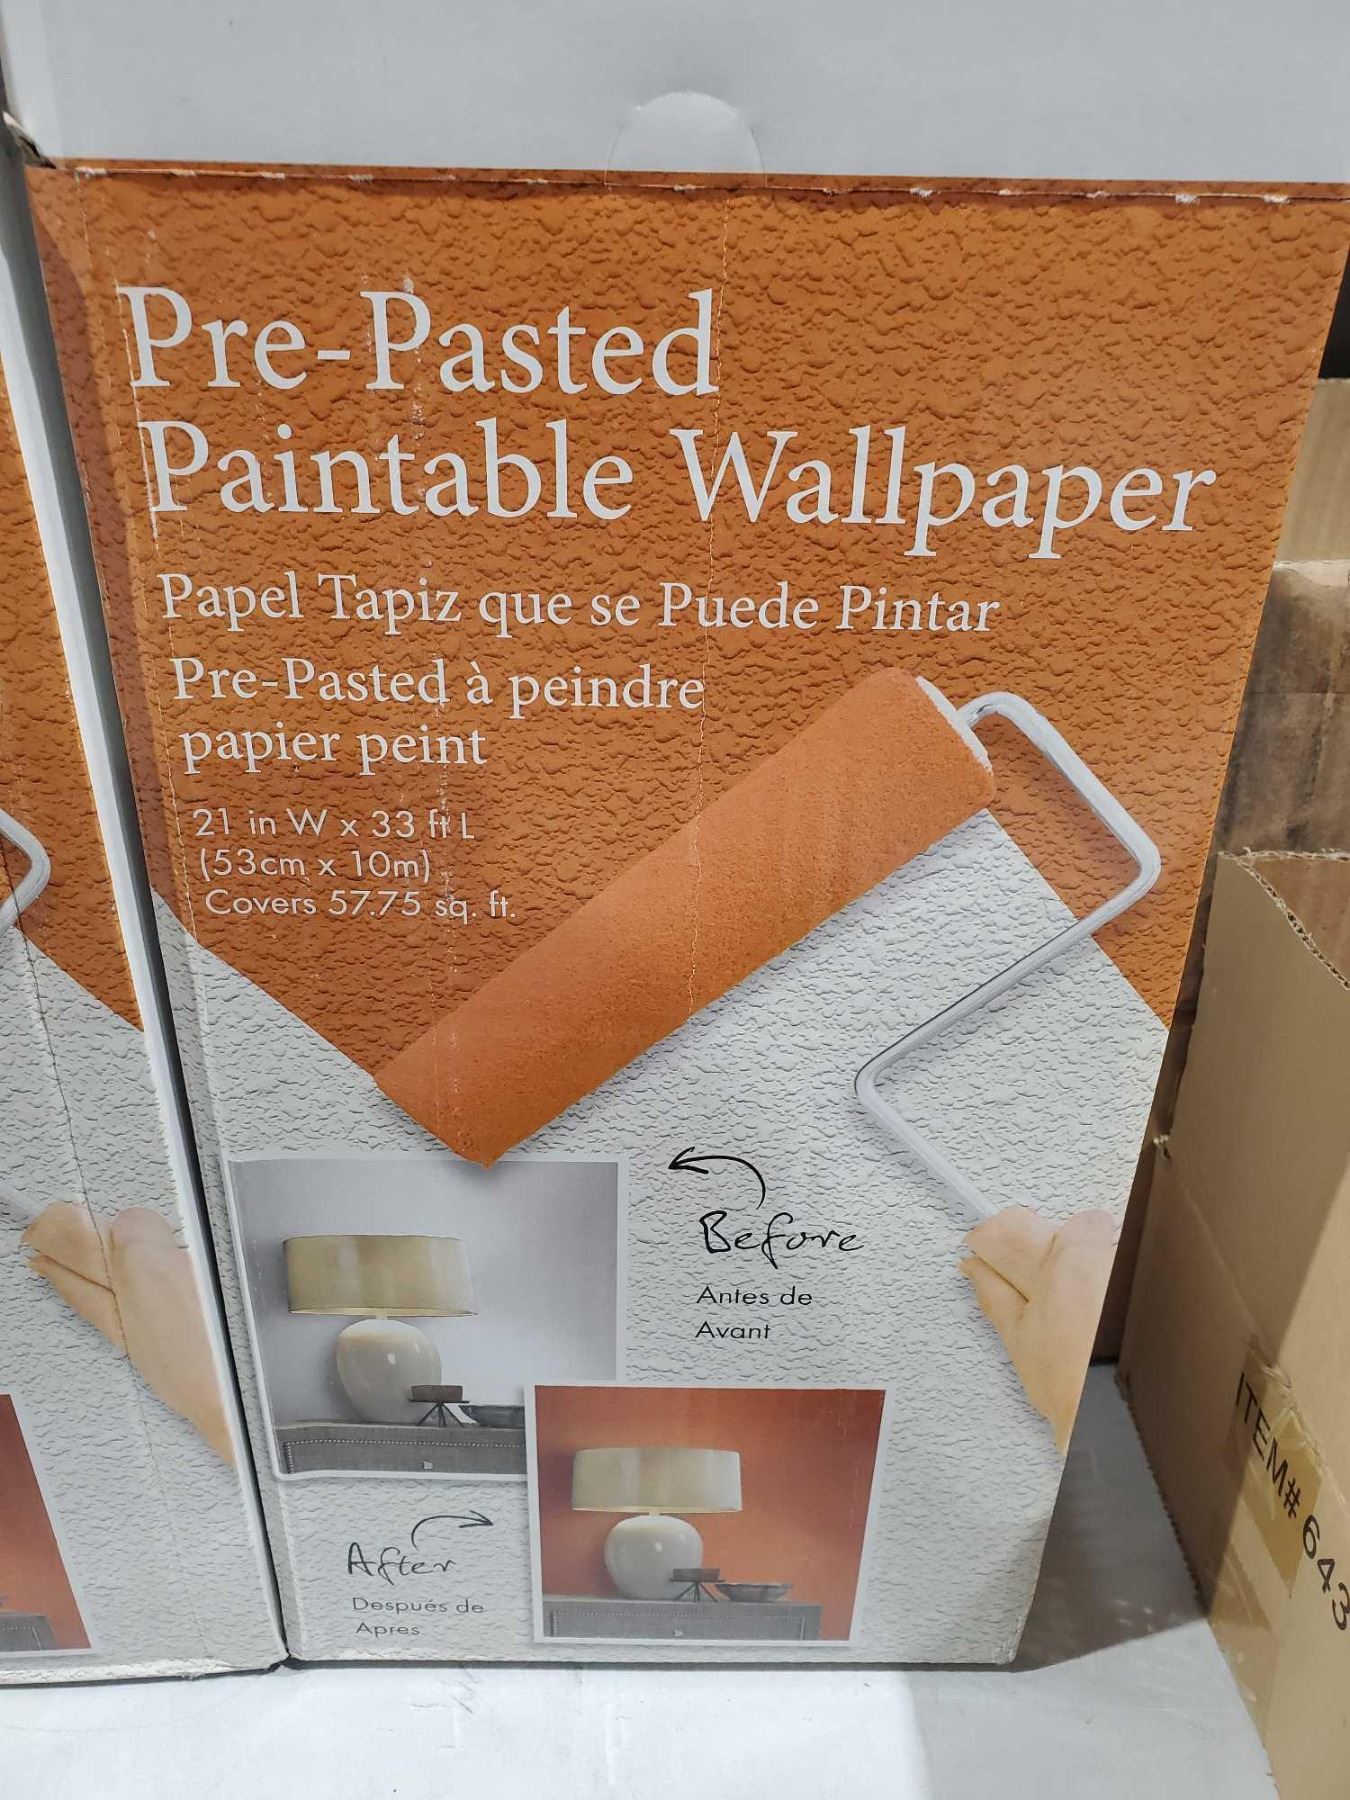 Pre-Pasted
Paintable Wallpaper
Papel Tapiz que se Puede Pintar
Pre-Pasted à peindre
papier peint
21 in W x 33 ft L
(53cm x 10m)
Covers 57.75 sq. ft.
Before
Antes de
Avant
After
Después de
Apres
ITEM# 643